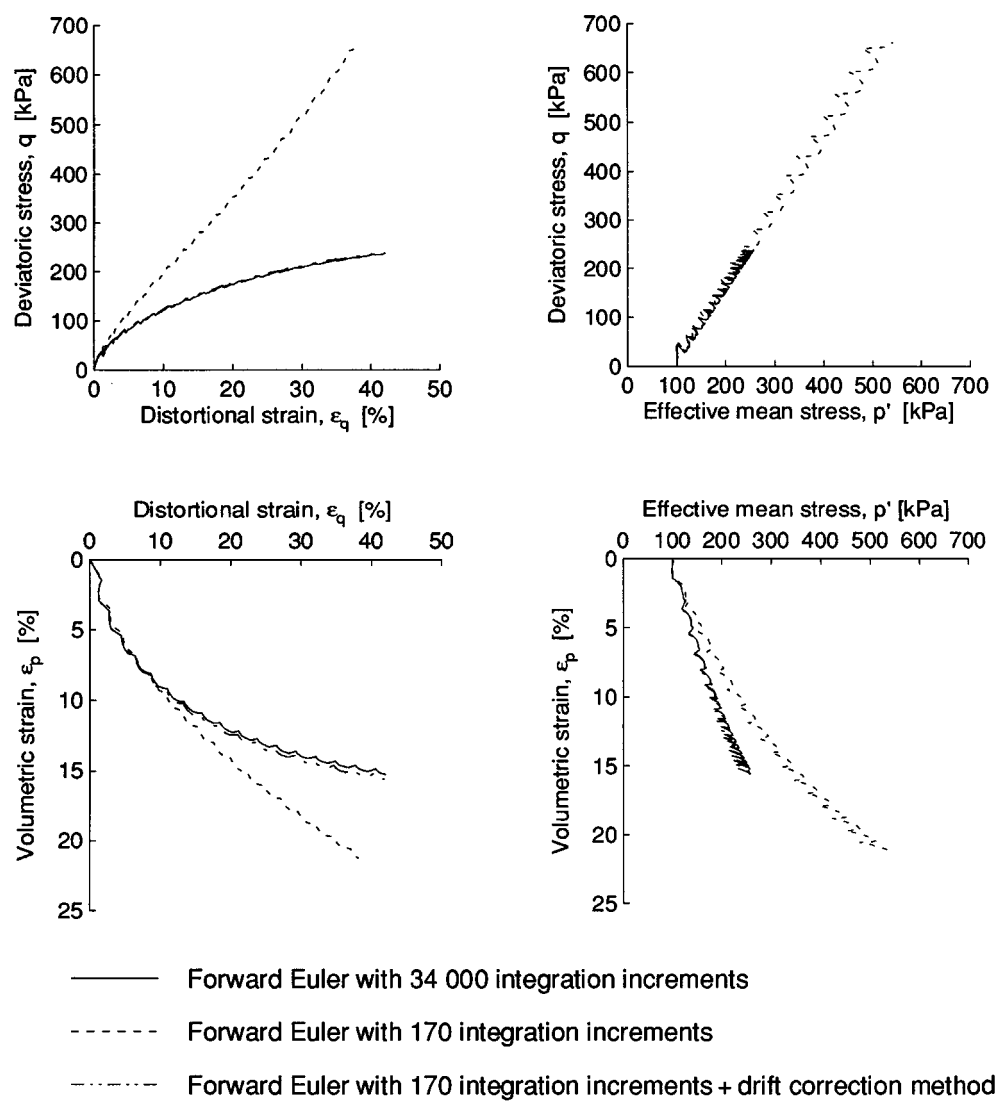 700
600
500
400
300
200
100
0
Deviatoric stress, q [kPa]
0 10 20 30 40 50
Distortional strain, εq [%]
700
600
500
400
300
200
100
0
Deviatoric stress, q [kPa]
0 100 200 300 400 500 600 700
Effective mean stress, p' [kPa]
Distortional strain, εq [%]
0 10 20 30 40 50
0
5
10
15
20
25
Volumetric strain, εp [%]
Effective mean stress, p' [kPa]
0 100 200 300 400 500 600 700
0
5
10
15
20
25
Volumetric strain, εp [%]
Forward Euler with 34 000 integration increments
Forward Euler with 170 integration increments
Forward Euler with 170 integration increments + drift correction method